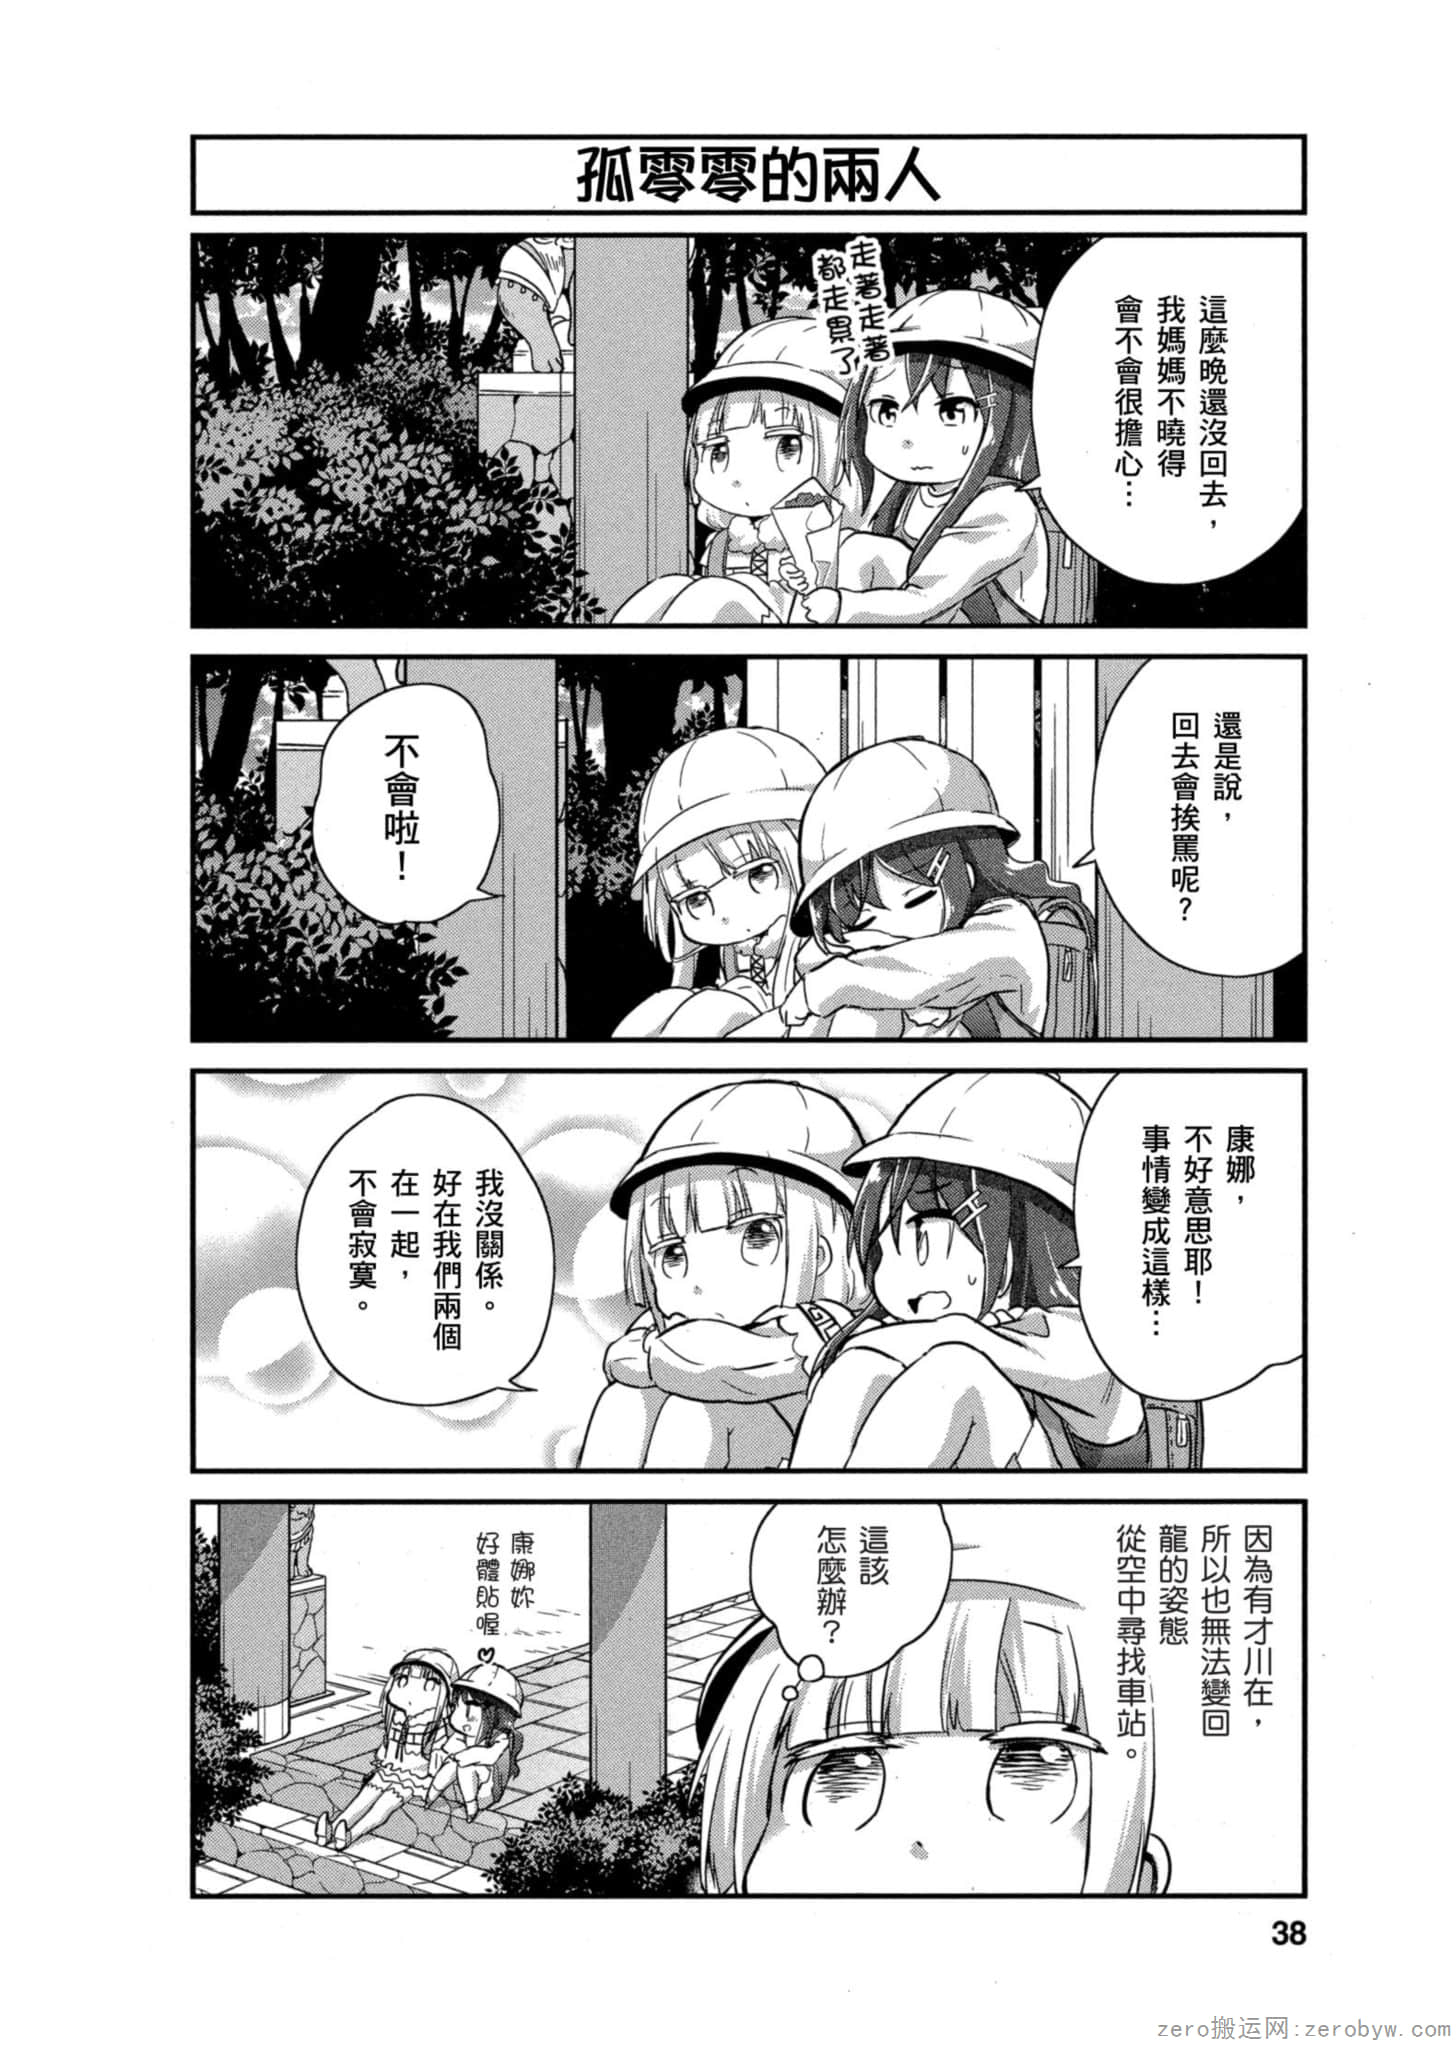 孤零零的兩人
這麼晚還沒回去，
我媽媽不曉得
會不會很擔心…
走著走著
都走累了
還是說，
回去會挨罵呢？
不會啦！
康娜，
不好意思耶！
事情變成這樣…
我沒關係。
好在我們兩個
在一起，
不會寂寞。
因為有才川在，
所以也無法變回
龍的姿態
從空中尋找車站。
這該
怎麼辦？
康娜妳
好體貼喔♡
38
zero搬运网:zerobyw.com